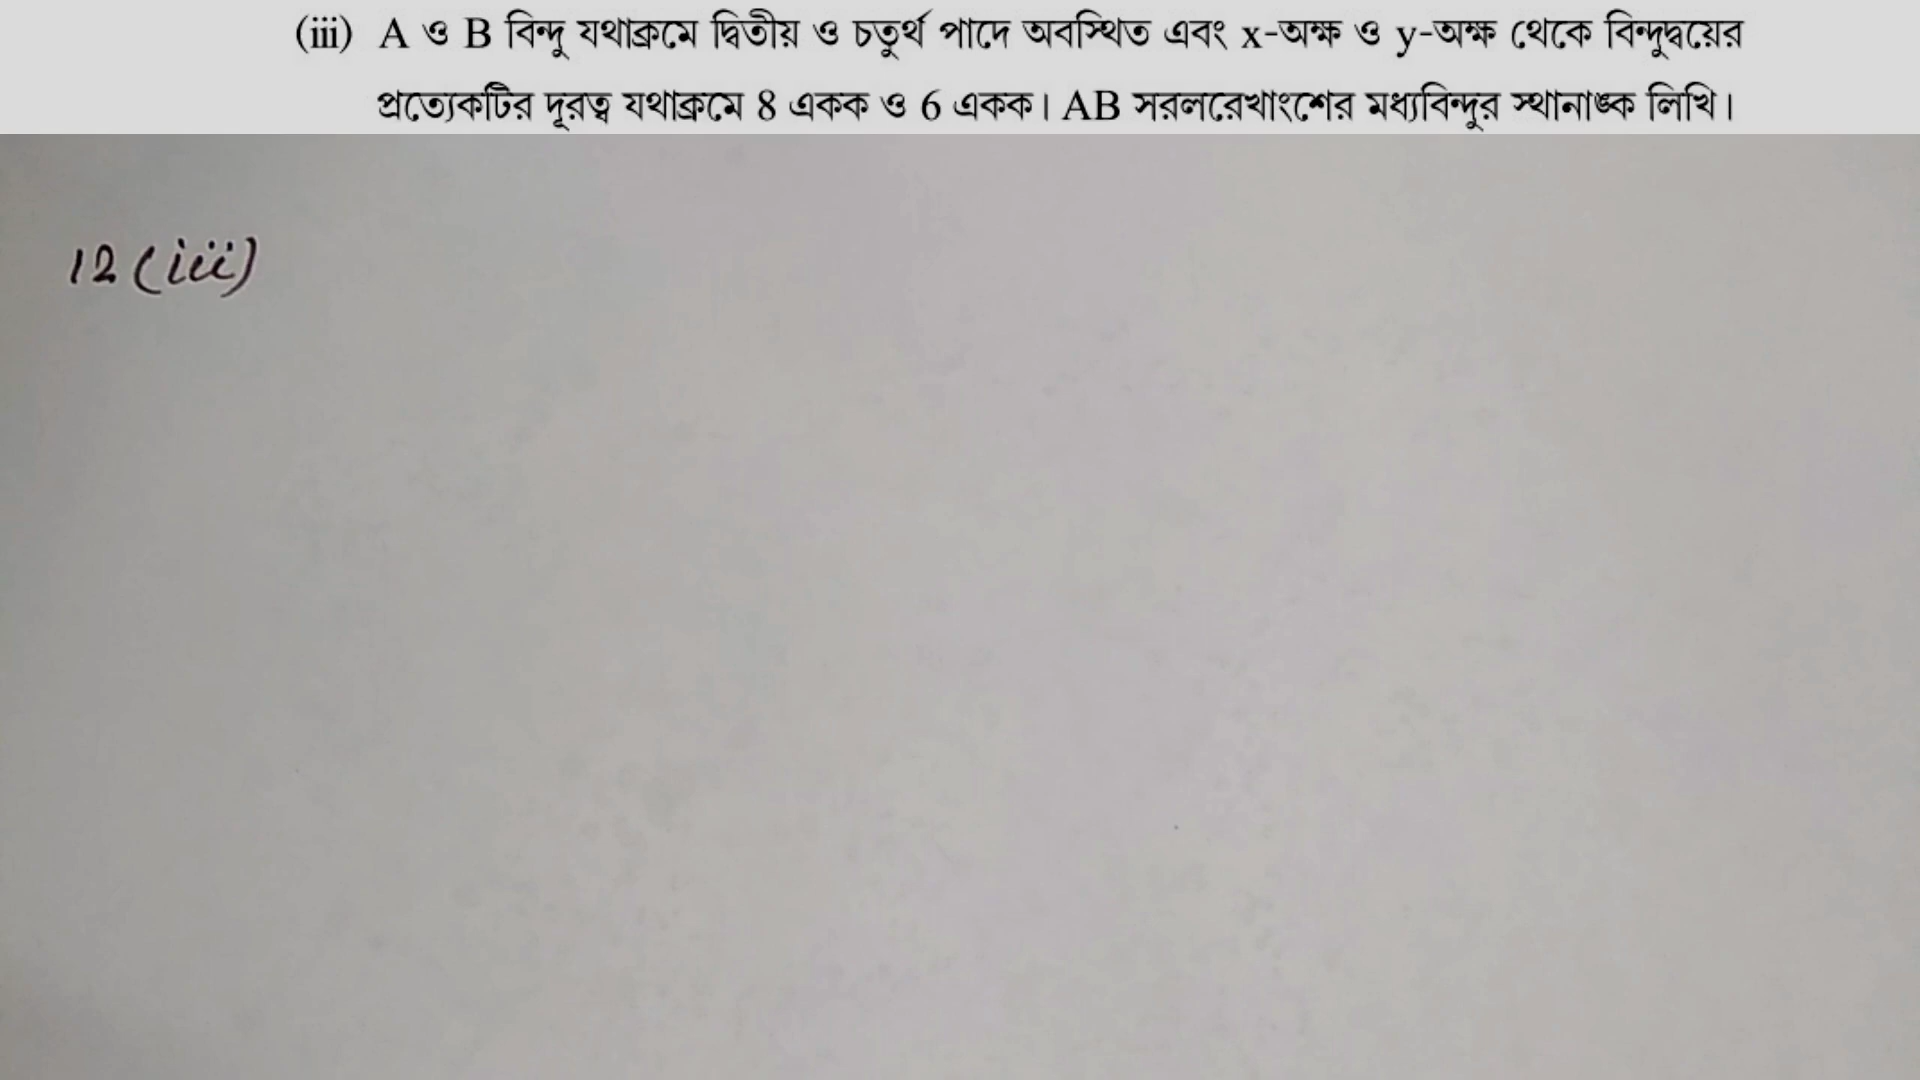 (iii) A ও B বিন্দু যথাক্রমে দ্বিতীয় ও চতুর্থ পাদে অবস্থিত এবং x-অক্ষ ও y-অক্ষ থেকে বিন্দুদ্বয়ের
প্রত্যেকটির দূরত্ব যথাক্রমে 8 একক ও 6 একক। AB সরলরেখাংশের মধ্যবিন্দুর স্থানাঙ্ক লিখি।
12 (iii)